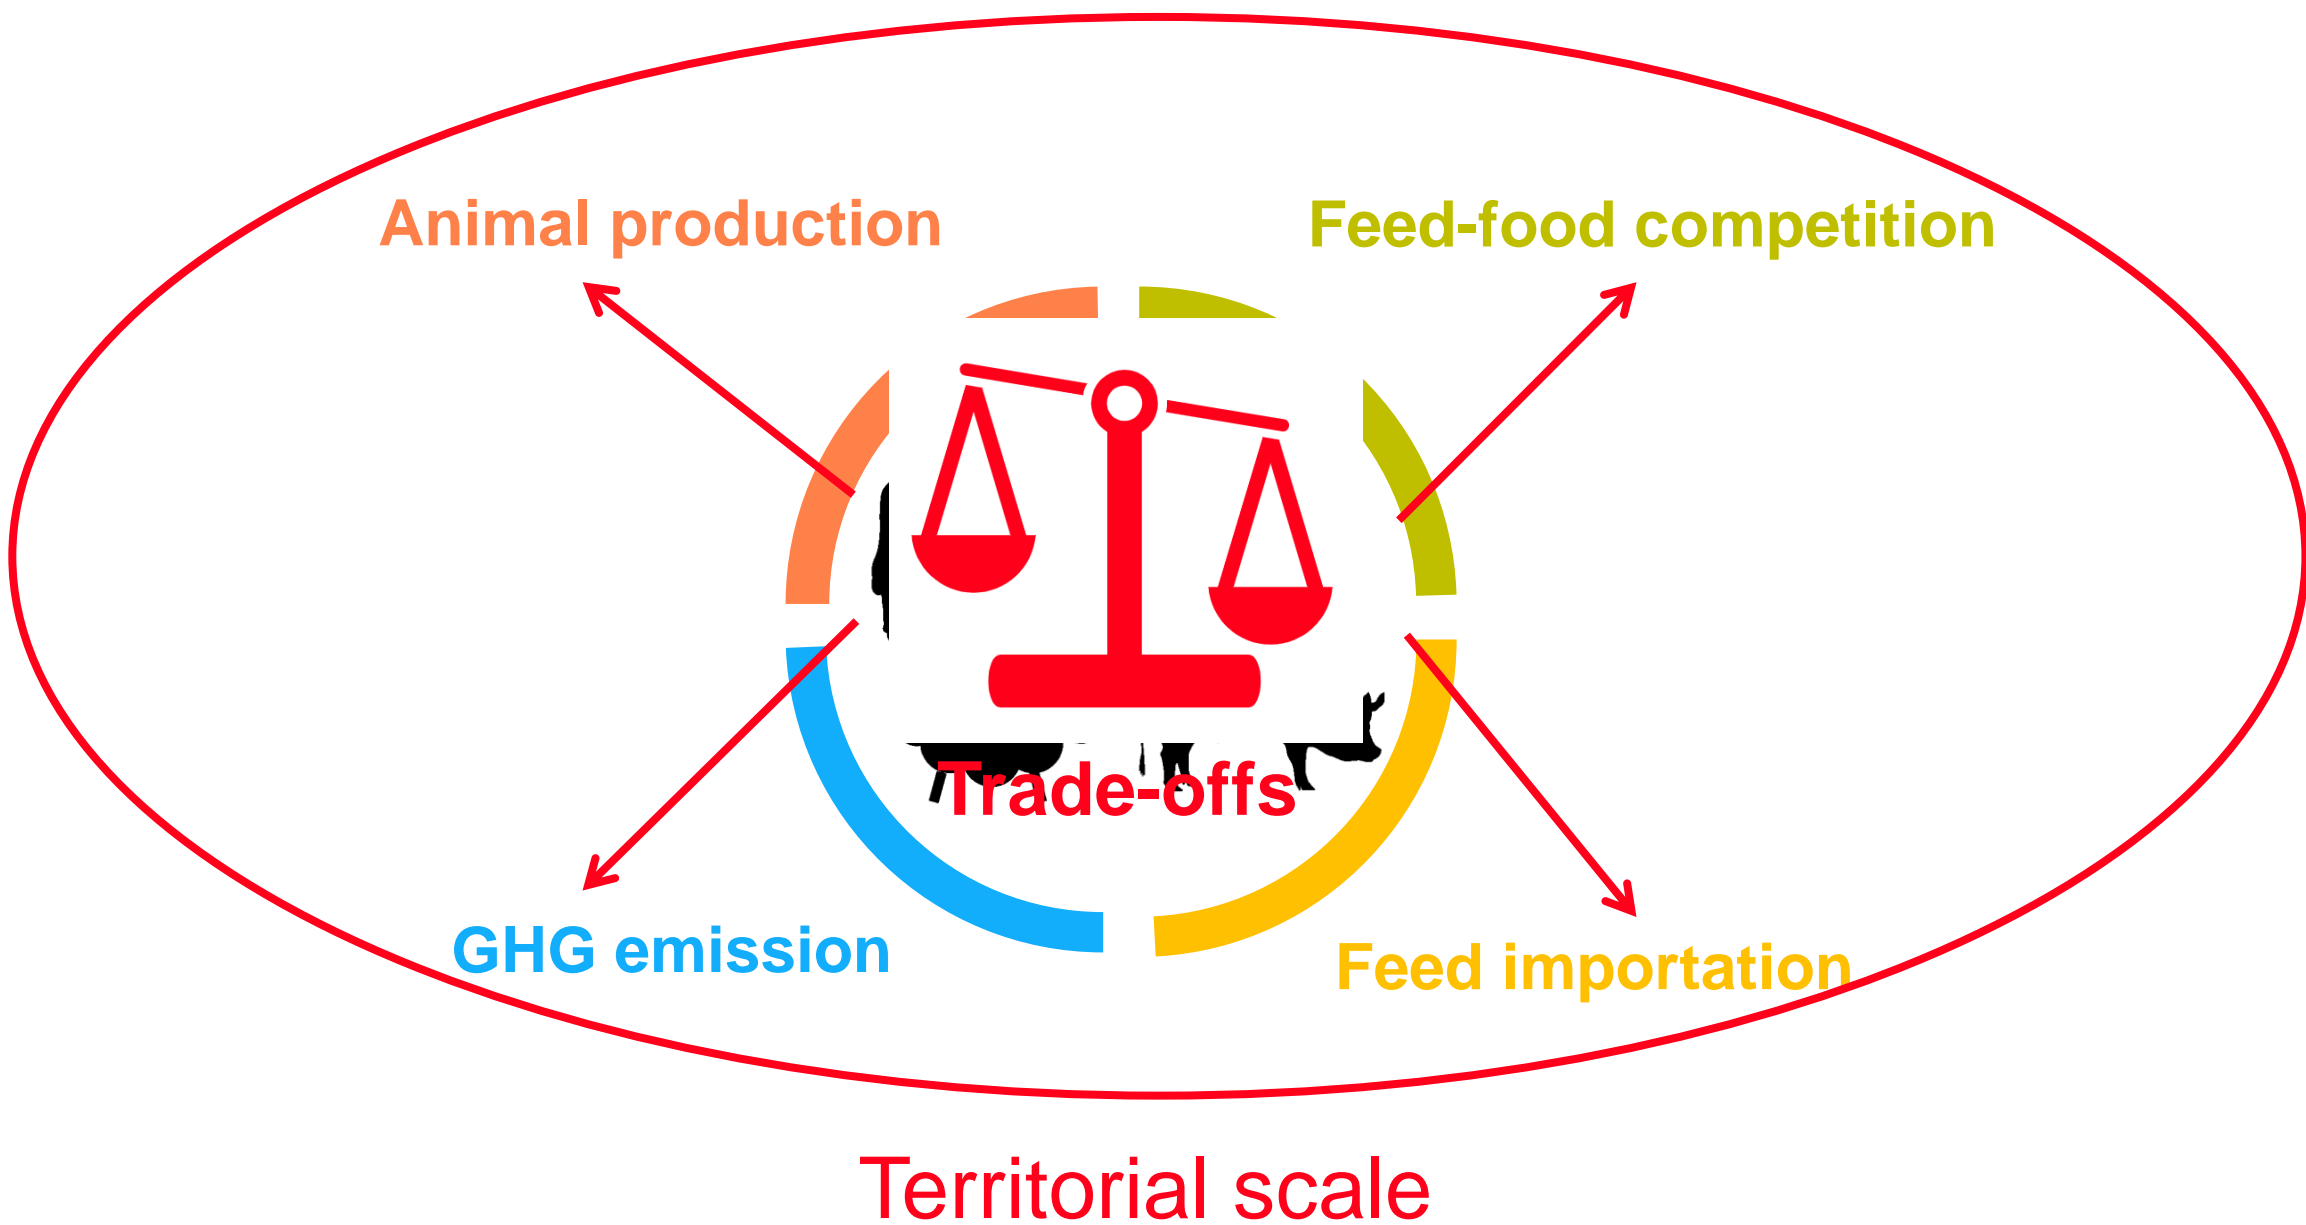 Animal production
Feed-food competition
Trade-offs
GHG emission
Feed importation
Territorial scale